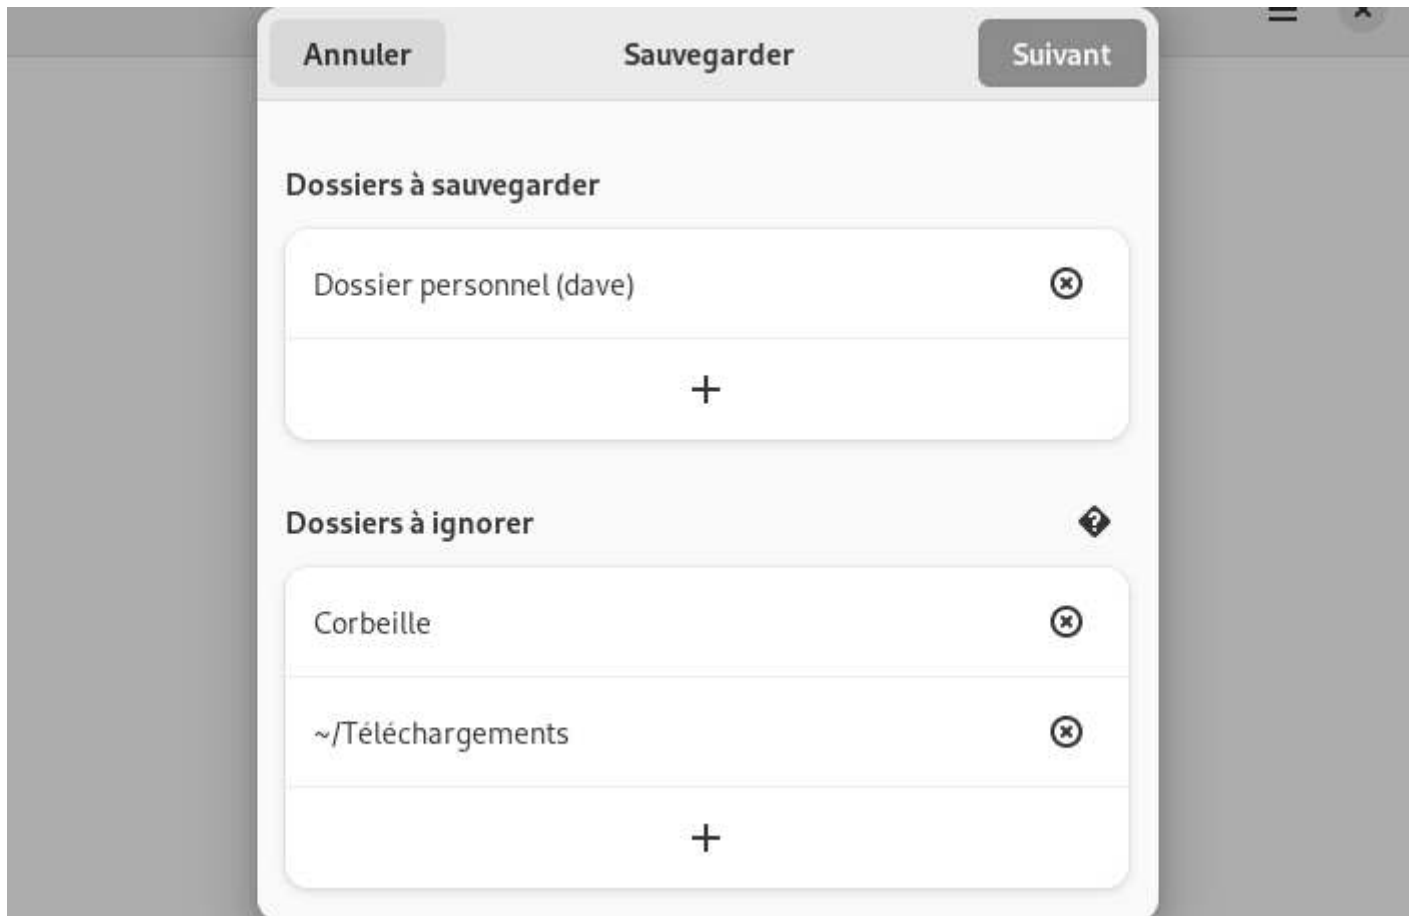 Annuler
Sauvegarder
Suivant
Dossiers à sauvegarder
Dossier personnel (dave)
Dossiers à ignorer
Corbeille
~/Téléchargements